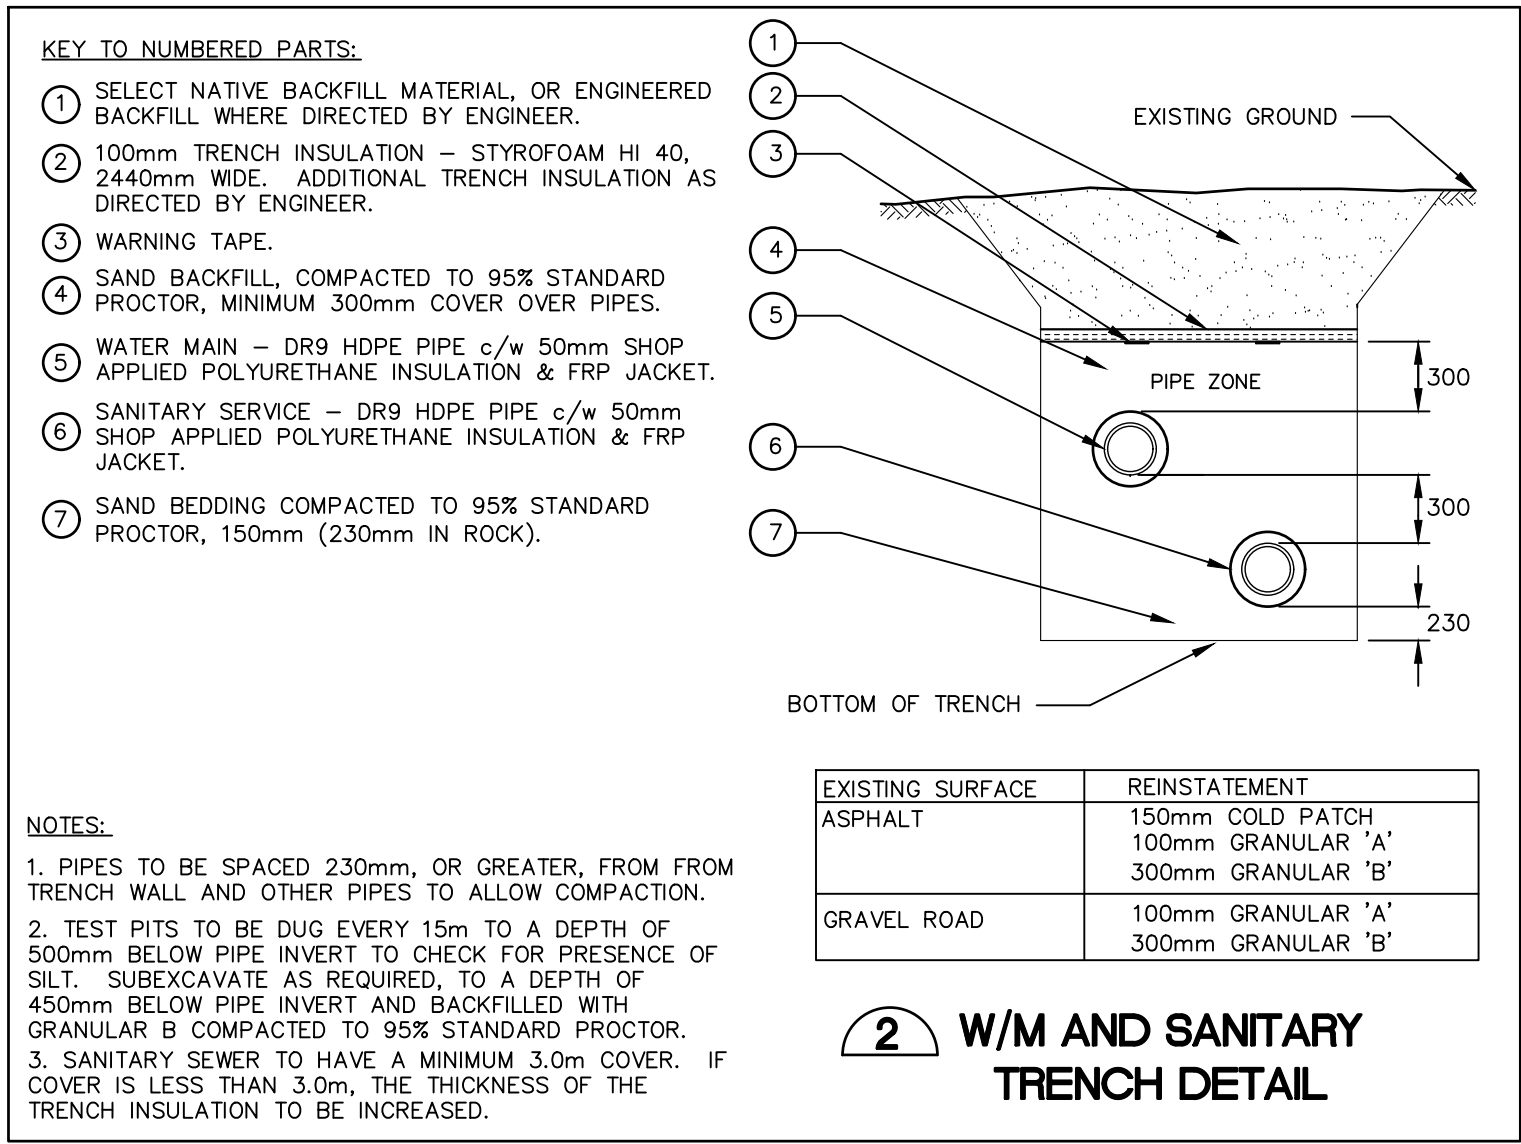 KEY TO NUMBERED PARTS:
1 SELECT NATIVE BACKFILL MATERIAL, OR ENGINEERED
BACKFILL WHERE DIRECTED BY ENGINEER.
2 100mm TRENCH INSULATION – STYROFOAM HI 40,
2440mm WIDE. ADDITIONAL TRENCH INSULATION AS
DIRECTED BY ENGINEER.
3 WARNING TAPE.
4 SAND BACKFILL, COMPACTED TO 95% STANDARD
PROCTOR, MINIMUM 300mm COVER OVER PIPES.
5 WATER MAIN – DR9 HDPE PIPE c/w 50mm SHOP
APPLIED POLYURETHANE INSULATION & FRP JACKET.
6 SANITARY SERVICE – DR9 HDPE PIPE c/w 50mm
SHOP APPLIED POLYURETHANE INSULATION & FRP
JACKET.
7 SAND BEDDING COMPACTED TO 95% STANDARD
PROCTOR, 150mm (230mm IN ROCK).
NOTES:
1. PIPES TO BE SPACED 230mm, OR GREATER, FROM FROM
TRENCH WALL AND OTHER PIPES TO ALLOW COMPACTION.
2. TEST PITS TO BE DUG EVERY 15m TO A DEPTH OF
500mm BELOW PIPE INVERT TO CHECK FOR PRESENCE OF
SILT. SUBEXCAVATE AS REQUIRED, TO A DEPTH OF
450mm BELOW PIPE INVERT AND BACKFILLED WITH
GRANULAR B COMPACTED TO 95% STANDARD PROCTOR.
3. SANITARY SEWER TO HAVE A MINIMUM 3.0m COVER. IF
COVER IS LESS THAN 3.0m, THE THICKNESS OF THE
TRENCH INSULATION TO BE INCREASED.
1
2
EXISTING GROUND
3
4
5
PIPE ZONE
300
6
300
7
230
BOTTOM OF TRENCH
EXISTING SURFACE REINSTATEMENT
ASPHALT 150mm COLD PATCH
100mm GRANULAR 'A'
300mm GRANULAR 'B'
GRAVEL ROAD 100mm GRANULAR 'A'
300mm GRANULAR 'B'
2 W/M AND SANITARY
TRENCH DETAIL